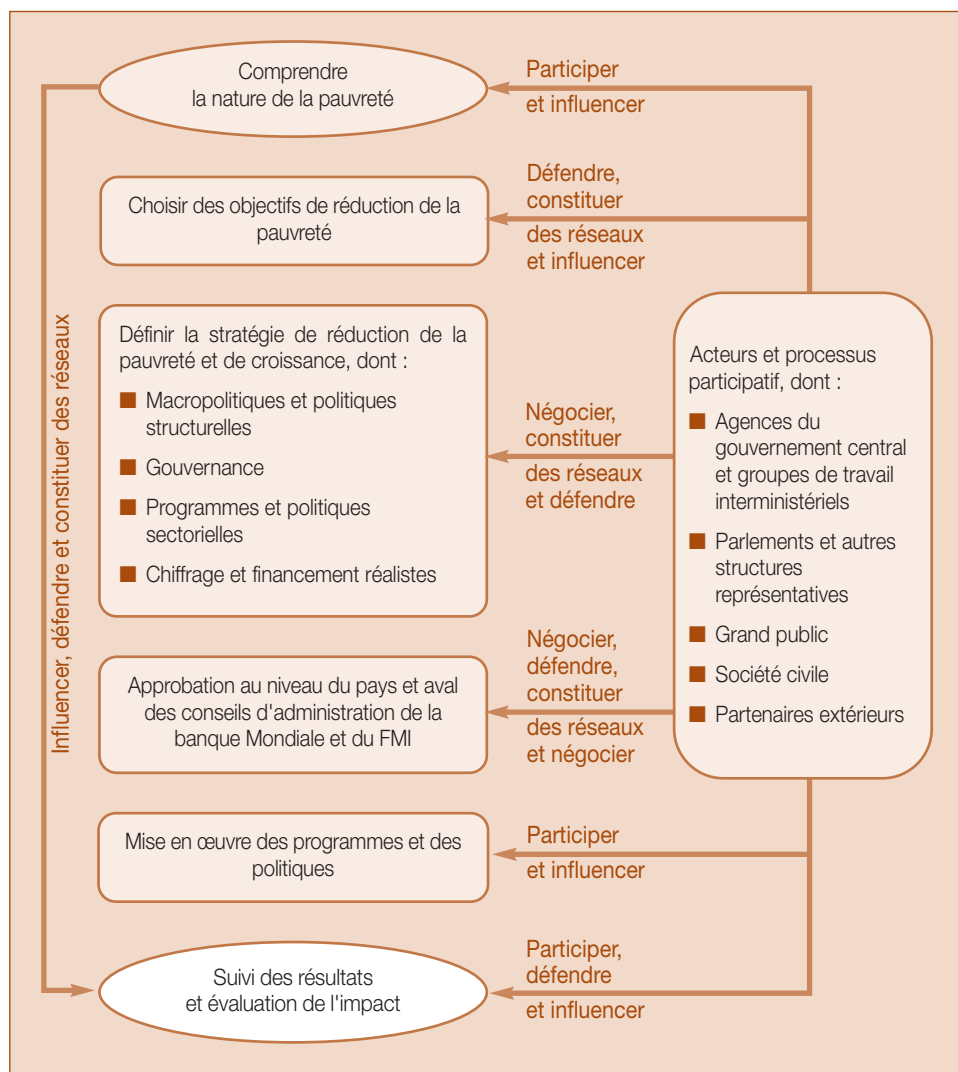 Comprendre
la nature de la pauvreté
Participer
et influencer
Choisir des objectifs de réduction de la
pauvreté
Défendre,
constituer
des réseaux
et influencer
Influencer, défendre et constituer des réseaux
Définir la stratégie de réduction de la
pauvreté et de croissance, dont :
■ Macropolitiques et politiques
structurelles
■ Gouvernance
■ Programmes et politiques
sectorielles
■ Chiffrage et financement réalistes
Négocier,
constituer
des réseaux
et défendre
Acteurs et processus
participatif, dont :
■ Agences du
gouvernement central
et groupes de travail
interministériels
■ Parlements et autres
structures
représentatives
■ Grand public
■ Société civile
■ Partenaires extérieurs
Approbation au niveau du pays et aval
des conseils d'administration de la
banque Mondiale et du FMI
Négocier,
défendre,
constituer
des réseaux
et négocier
Mise en œuvre des programmes et des
politiques
Participer
et influencer
Suivi des résultats
et évaluation de l'impact
Participer,
défendre
et influencer